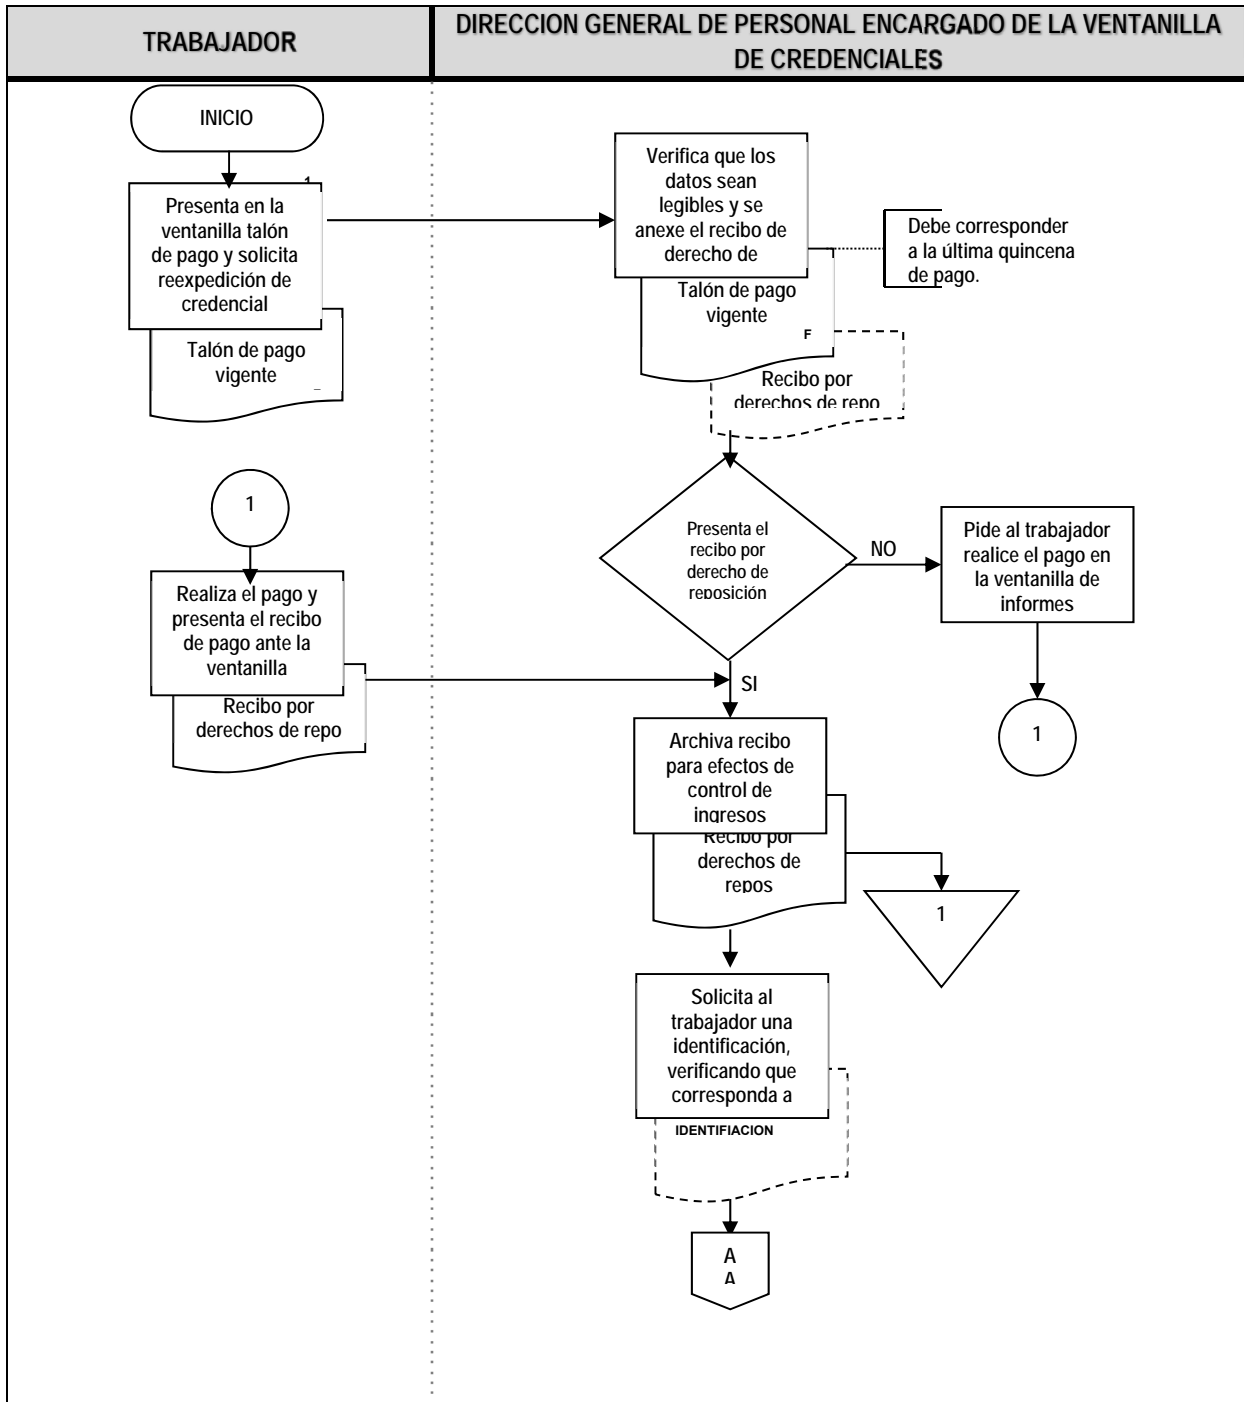 TRABAJADOR
DIRECCION GENERAL DE PERSONAL ENCARGADO DE LA VENTANILLA
DE CREDENCIALES
INICIO
1
Presenta en la
ventanilla talón
de pago y solicita
reexpedición de
credencial
Talón de pago
vigente
Verifica que los
datos sean
legibles y se
anexe el recibo de
derecho de
Talón de pago
vigente
F
Recibo por
derechos de repo
Debe corresponder
a la última quincena
de pago.
1
Realiza el pago y
presenta el recibo
de pago ante la
ventanilla
Recibo por
derechos de repo
Presenta el
recibo por
derecho de
reposición
NO
Pide al trabajador
realice el pago en
la ventanilla de
informes
1
SI
Archiva recibo
para efectos de
control de
ingresos
Recibo por
derechos de
repos
1
Solicita al
trabajador una
identificación,
verificando que
corresponda a
IDENTIFIACION
A
A